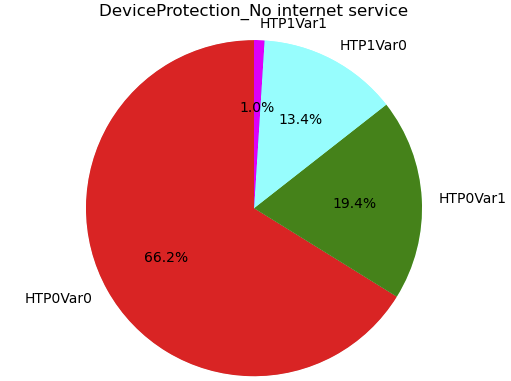 DeviceProtection_No internet service
HTP1Var1
HTP1Var0
1.0%
13.4%
HTP0Var1
19.4%
66.2%
HTP0Var0